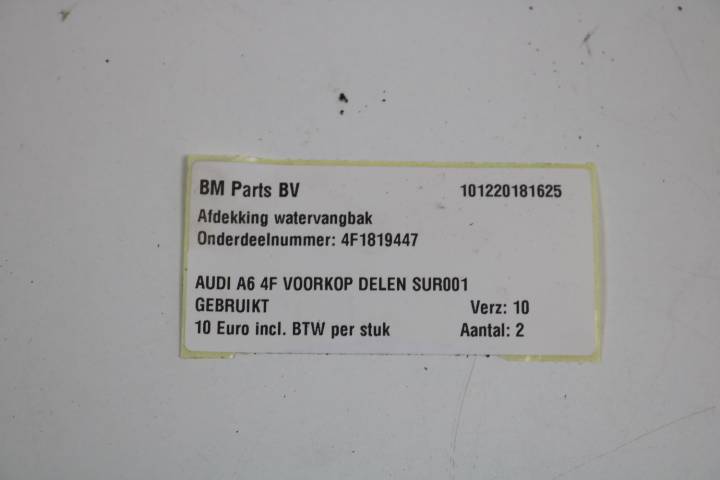 BM Parts BV 101220181625
Afdekking watervangbak
Onderdeelnummer: 4F1819447
AUDI A6 4F VOORKOP DELEN SUR001
GEBRUIKT Verz: 10
10 Euro incl. BTW per stuk Aantal: 2